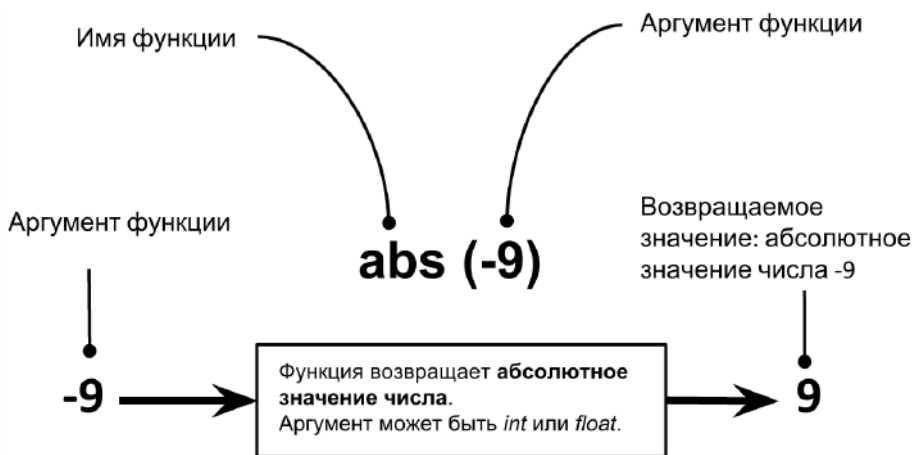 Имя функции
Аргумент функции
abs (-9)
Аргумент функции
Возвращаемое
значение: абсолютное
значение числа -9
-9
Функция возвращает абсолютное
значение числа.
Аргумент может быть int или float.
9